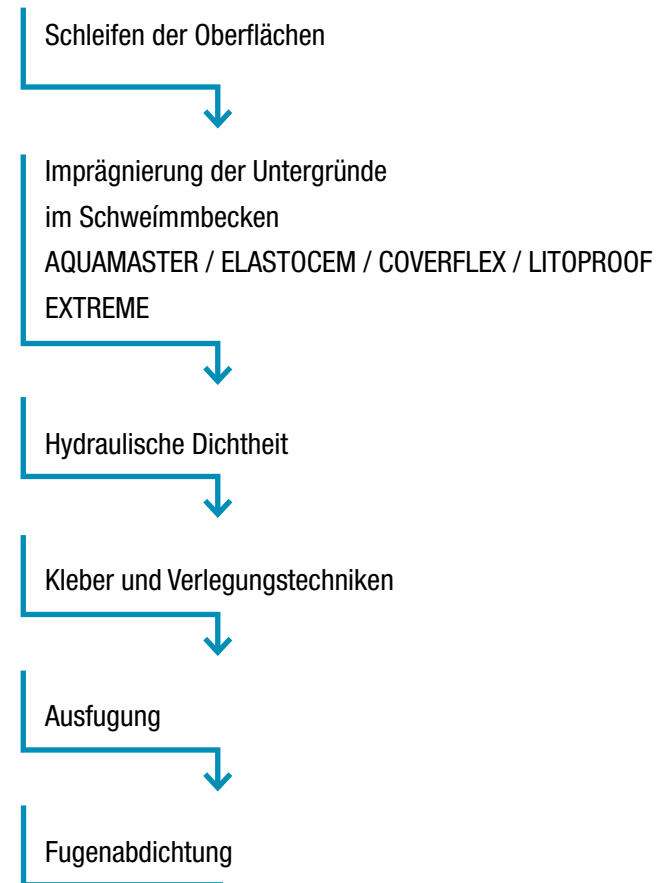 Schleifen der Oberflächen
Imprägnierung der Untergründe
im Schweímmbecken
AQUAMASTER / ELASTOCEM / COVERFLEX / LITOPROOF
EXTREME
Hydraulische Dichtheit
Kleber und Verlegungstechniken
Ausfugung
Fugenabdichtung